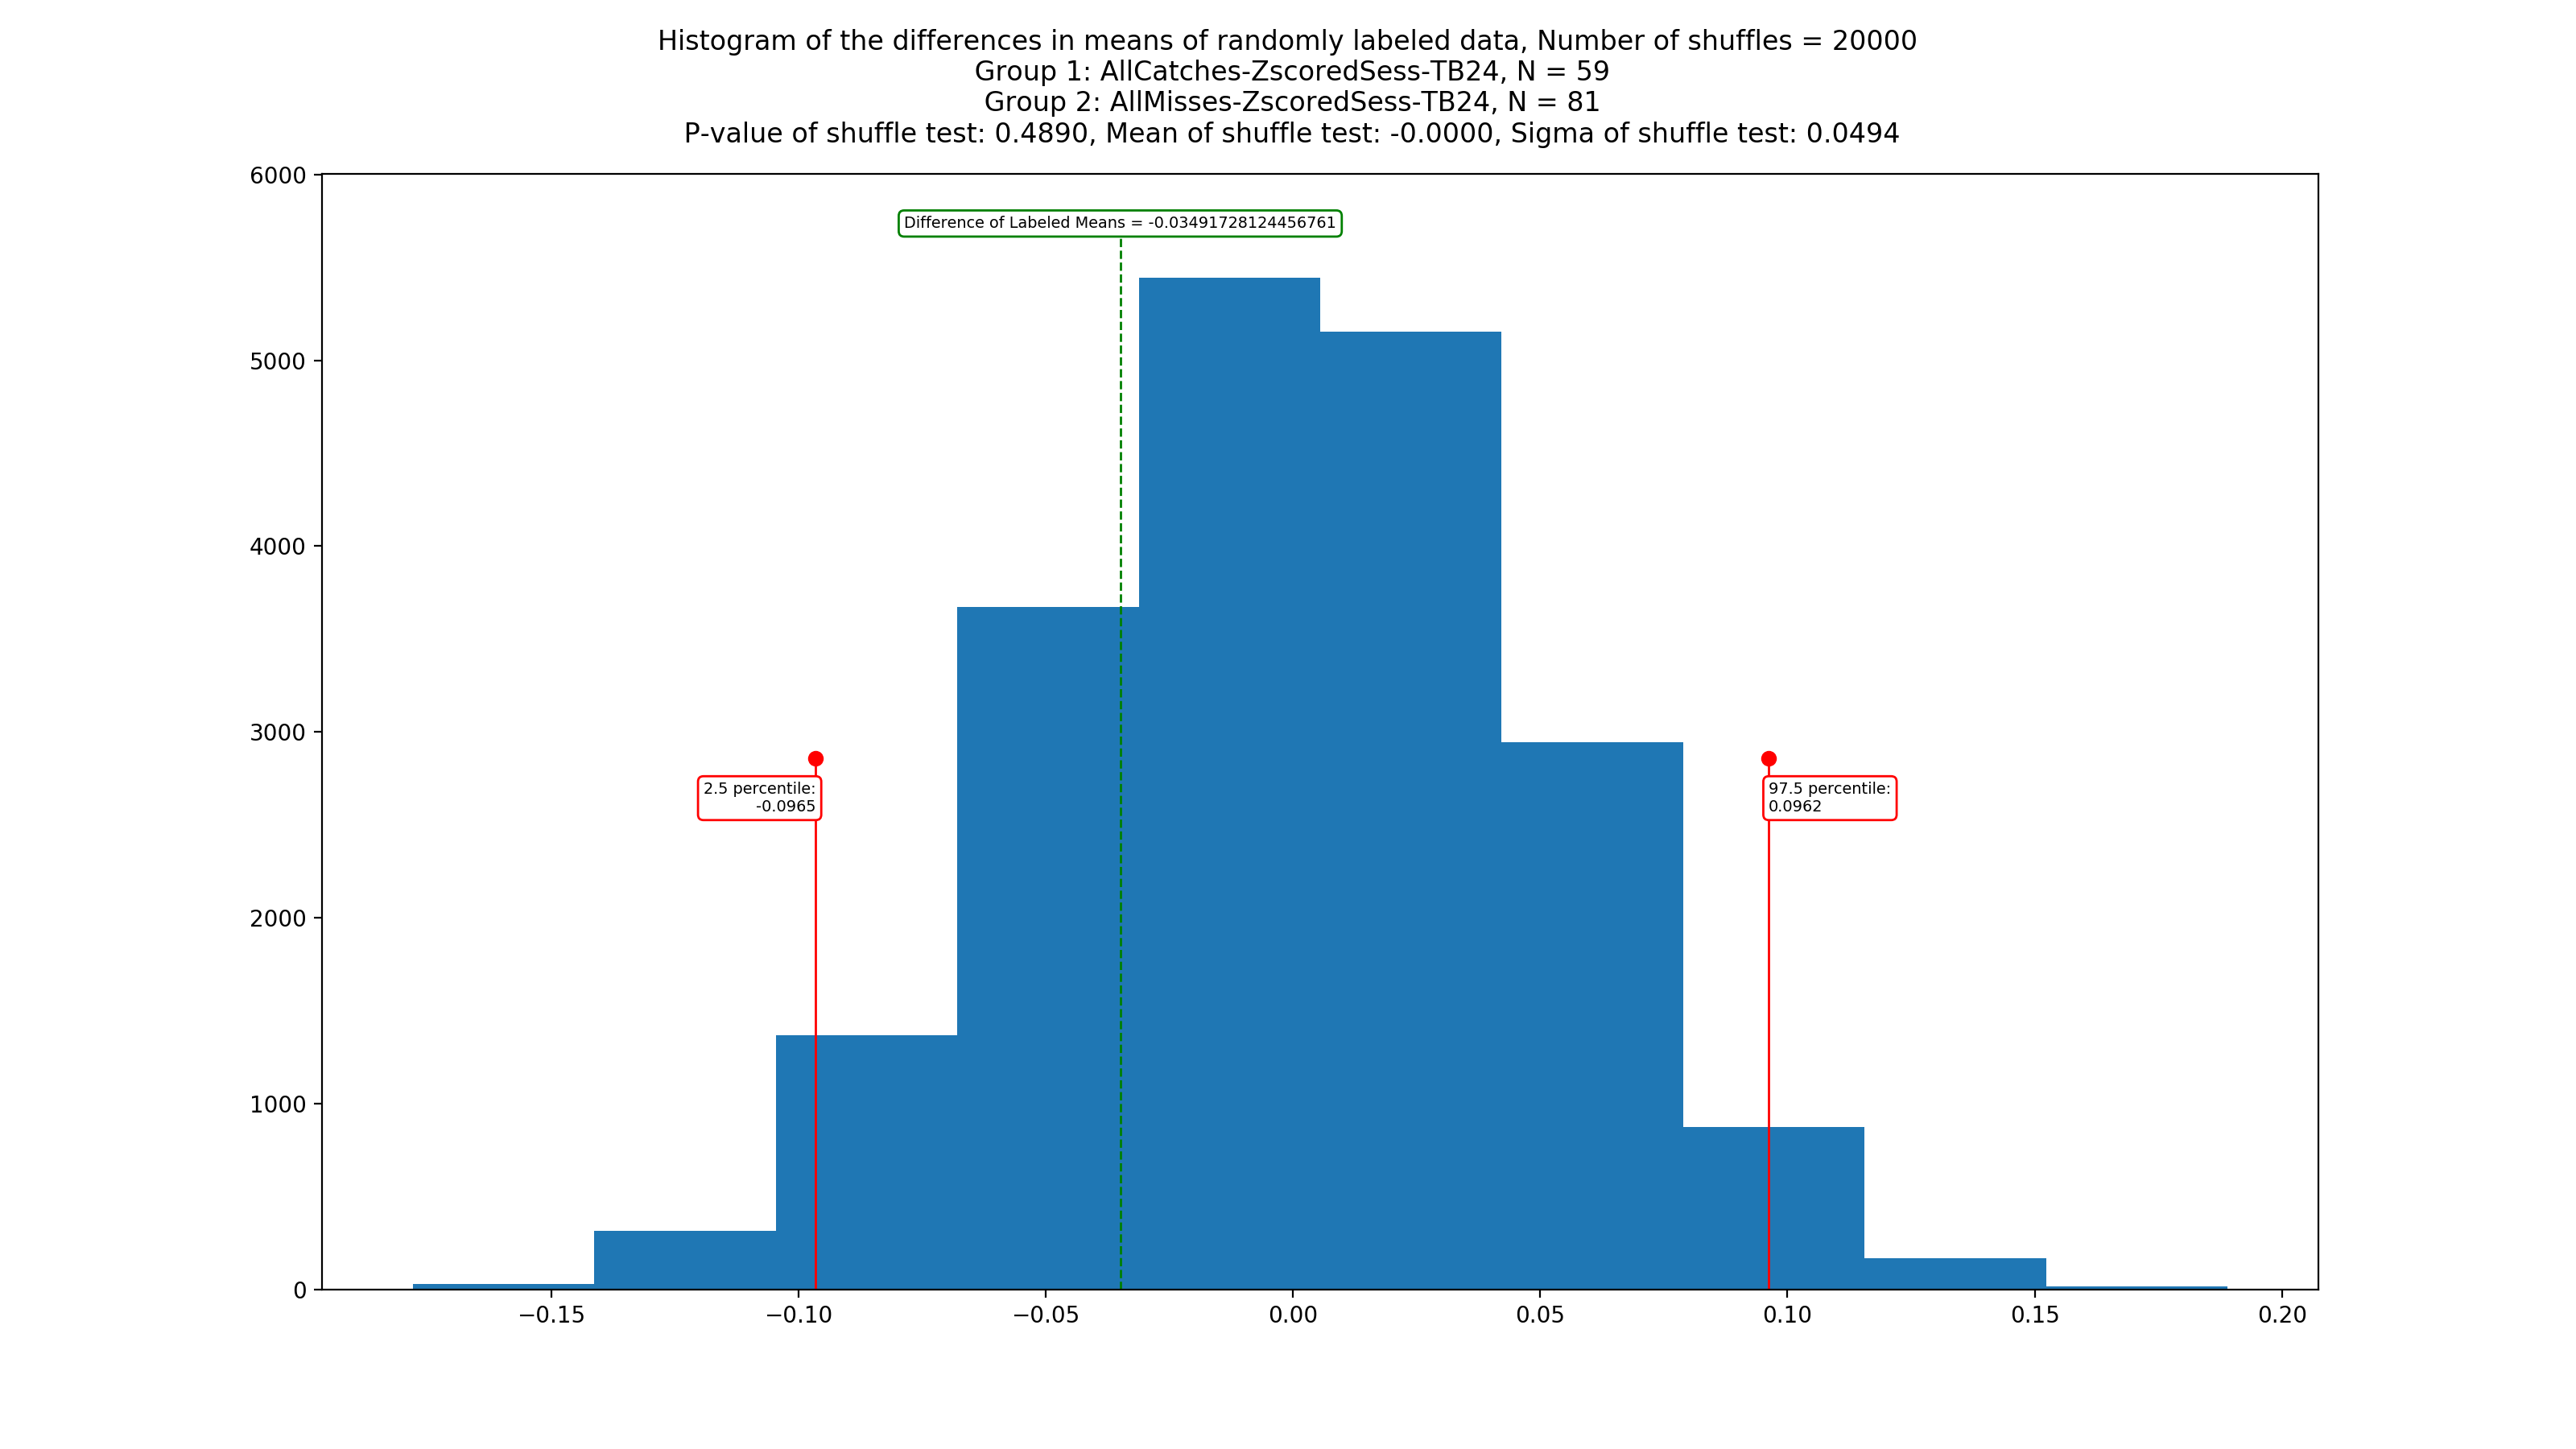 Histogram of the differences in means of randomly labeled data, Number of shuffles = 20000
Group 1: AllCatches-ZscoredSess-TB24, N = 59
Group 2: AllMisses-ZscoredSess-TB24, N = 81
P-value of shuffle test: 0.4890, Mean of shuffle test: -0.0000, Sigma of shuffle test: 0.0494
6000
Difference of Labeled Means = -0.03491728124456761
5000
4000
3000
2.5 percentile:
-0.0965
97.5 percentile:
0.0962
2000
1000
0
−0.15 −0.10 −0.05 0.00 0.05 0.10 0.15 0.20